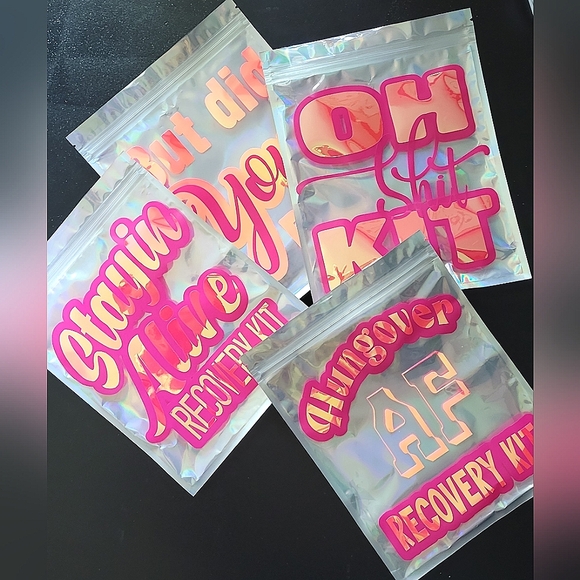 But did
You
OH
Shit
KIT
Stayin
Alive
RECOVERY KIT
Hungover
AF
RECOVERY KIT